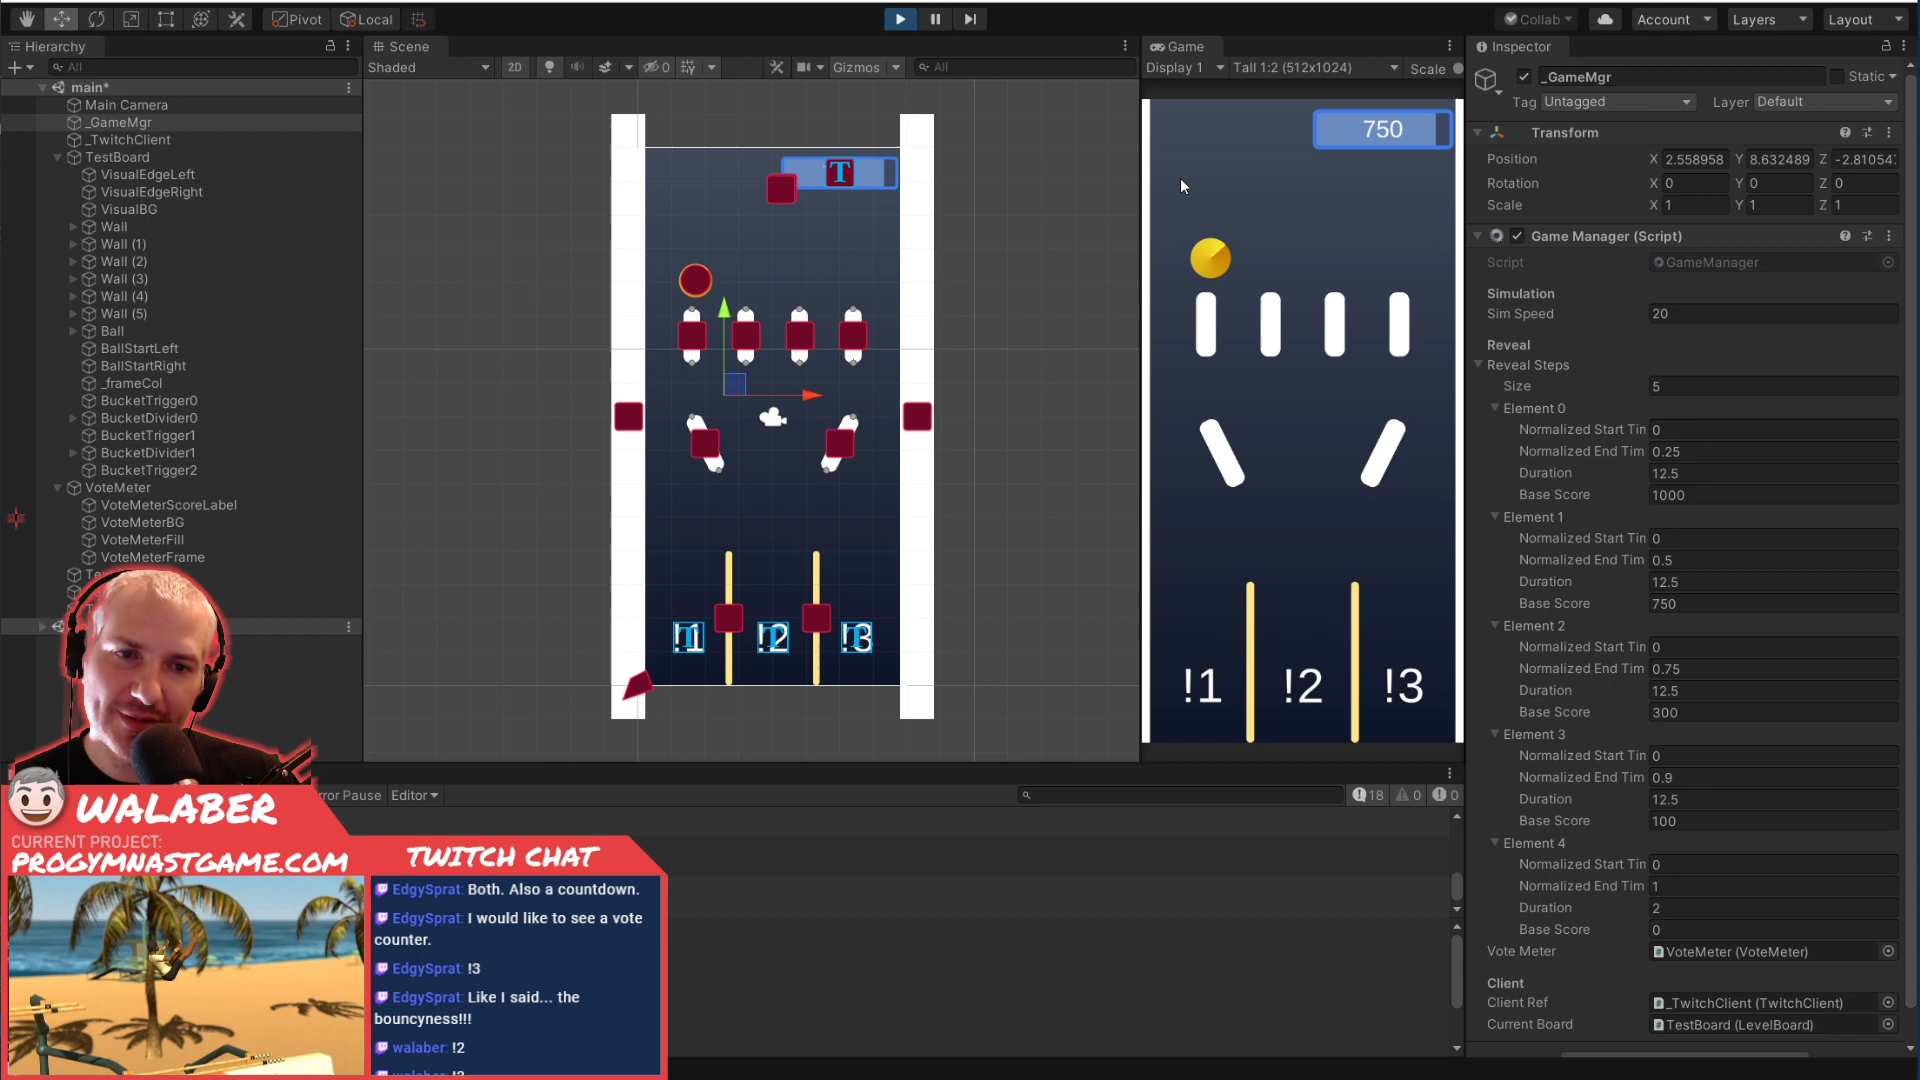 Pivot
Local
Collab
Account
Layers
Layout
Hierarchy
All
main*
Main Camera
_GameMgr
_TwitchClient
TestBoard
VisualEdgeLeft
VisualEdgeRight
VisualBG
Wall
Wall (1)
Wall (2)
Wall (3)
Wall (4)
Wall (5)
Ball
BallStartLeft
BallStartRight
_frameCol
BucketTrigger0
BucketDivider0
BucketTrigger1
BucketDivider1
BucketTrigger2
VoteMeter
VoteMeterScoreLabel
VoteMeterBG
VoteMeterFill
VoteMeterFrame
Scene
Shaded
2D
0
Gizmos
All
T
!1
!2
!3
Game
Display 1
Tall 1:2 (512x1024)
Scale
750
!1
!2
!3
Error Pause
Editor
18
0
0
Inspector
_GameMgr
Static
Tag
Untagged
Layer
Default
Transform
Position X 2.558958 Y 8.632489 Z -2.81054
Rotation X 0 Y 0 Z 0
Scale X 1 Y 1 Z 1
Game Manager (Script)
Script GameManager
Simulation
Sim Speed 20
Reveal
Reveal Steps
Size 5
Element 0
Normalized Start Tin 0
Normalized End Tim 0.25
Duration 12.5
Base Score 1000
Element 1
Normalized Start Tin 0
Normalized End Tim 0.5
Duration 12.5
Base Score 750
Element 2
Normalized Start Tin 0
Normalized End Tim 0.75
Duration 12.5
Base Score 300
Element 3
Normalized Start Tin 0
Normalized End Tim 0.9
Duration 12.5
Base Score 100
Element 4
Normalized Start Tin 0
Normalized End Tim 1
Duration 2
Base Score 0
Vote Meter VoteMeter (VoteMeter)
Client
Client Ref _TwitchClient (TwitchClient)
Current Board TestBoard (LevelBoard)
WALABER
CURRENT PROJECT:
PROGYMNASTGAME.COM
TWITCH CHAT
EdgySprat: Both. Also a countdown.
EdgySprat: I would like to see a vote
counter.
EdgySprat: !3
EdgySprat: Like I said... the
bouncyness!!!
walaber: !2